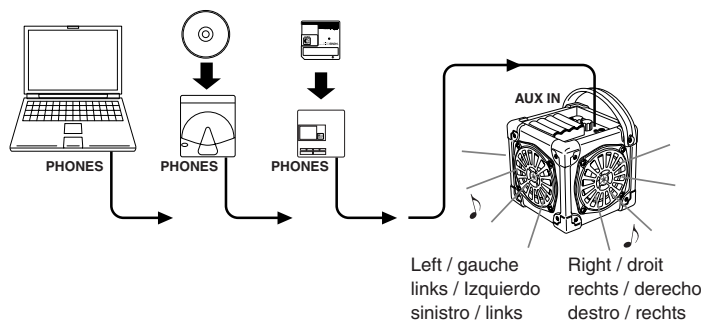 AUX IN
PHONES
PHONES
PHONES
Left / gauche
links / Izquierdo
sinistro / links
Right / droit
rechts / derecho
destro / rechts